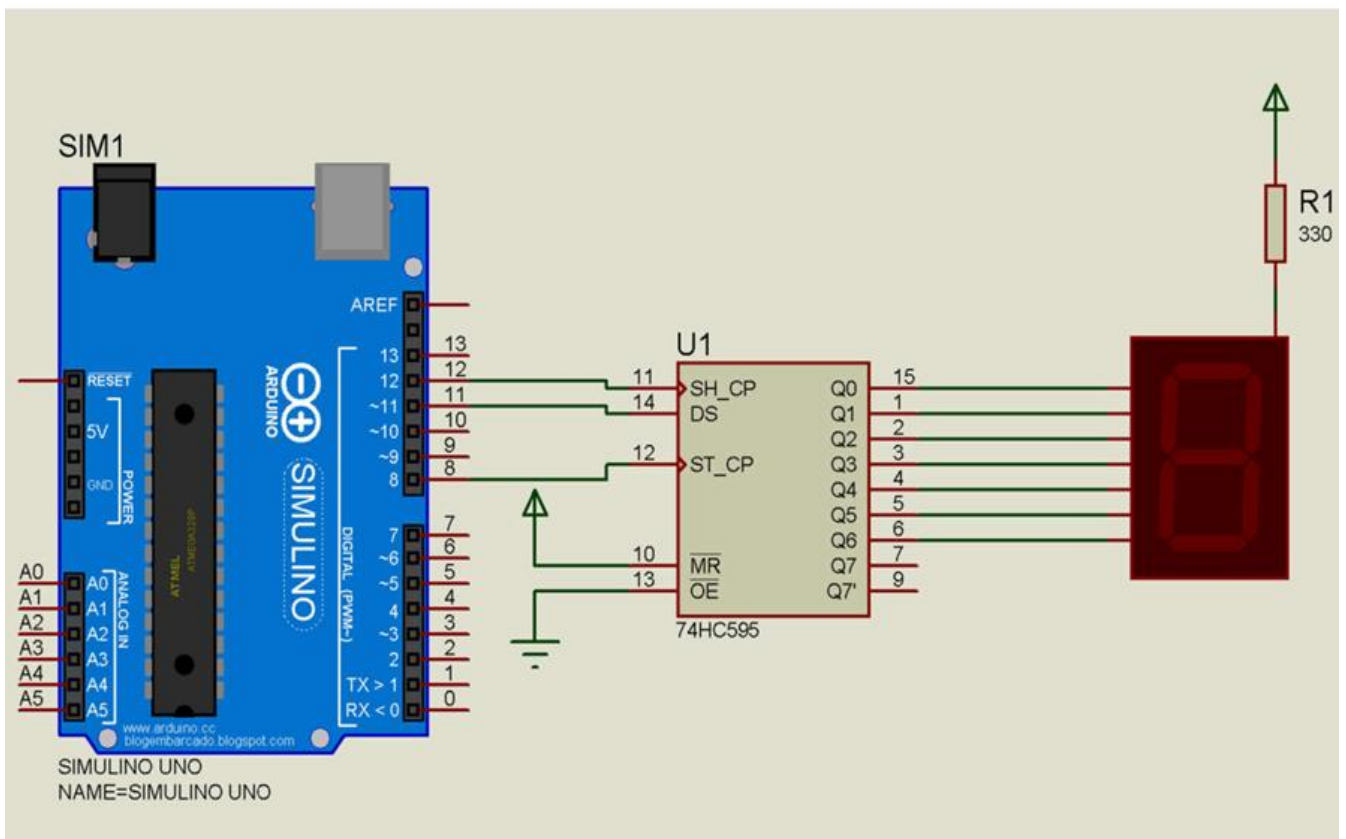 SIM1
AREF
13 13
12 12
~11 11
~10 10
~9 9
8 8
RESET
5V
GND
POWER
ARDUINO
SIMULINO
ATMEL
ATMEGA328P
DIGITAL (PWM~)
7 7
~6 6
~5 5
4 4
~3 3
2 2
TX > 1 1
RX < 0 0
A0 A0
A1 A1
A2 A2
A3 A3
A4 A4
A5 A5
ANALOG IN
www.arduino.cc
blogembarcado.blogspot.com
SIMULINO UNO
NAME=SIMULINO UNO
U1
11 SH_CP Q0 15
14 DS Q1 1
Q2 2
12 ST_CP Q3 3
Q4 4
Q5 5
Q6 6
10 MR Q7 7
13 OE Q7' 9
74HC595
R1
330